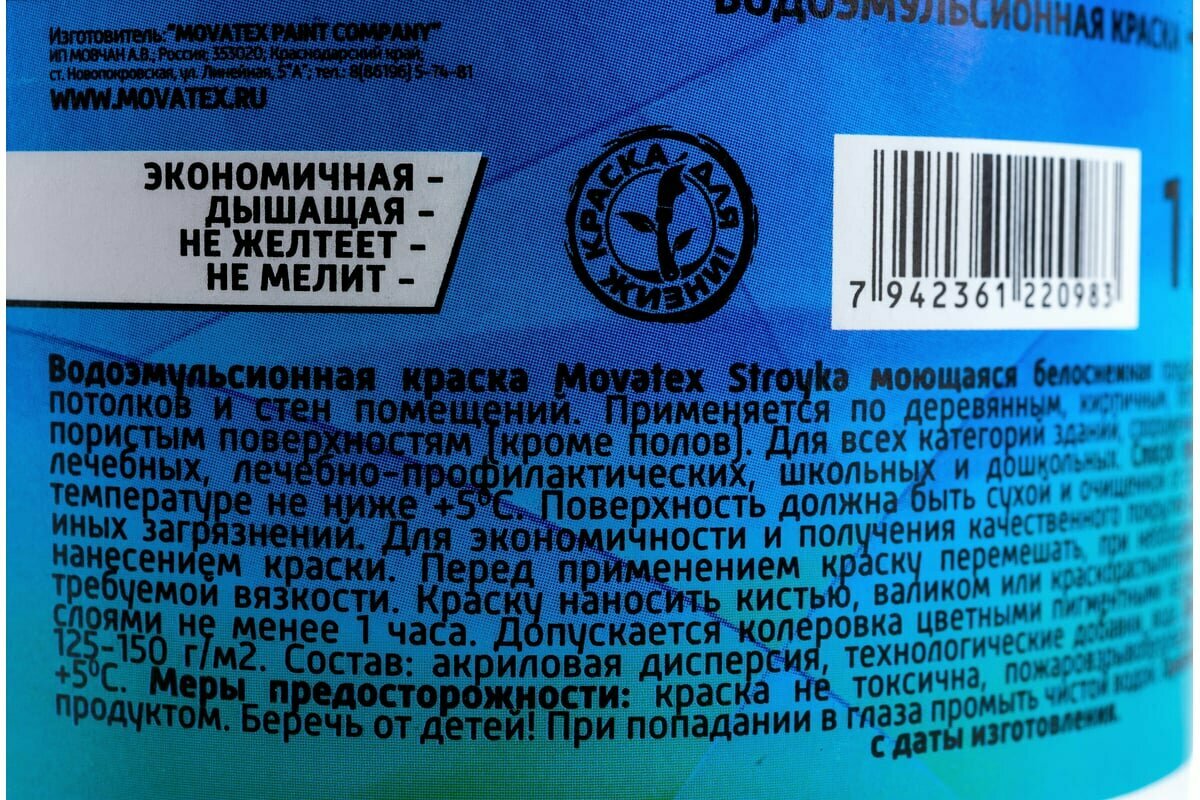 Изготовитель: "MOVATEX PAINT COMPANY"
ИП МОВЧАН А.В., Россия, 353020, Краснодарский край,
ст. Новопокровская, ул. Линейная, 5"А"; тел.: 8(86196) 5-74-81
WWW.MOVATEX.RU
ВОДОЭМУЛЬСИОННАЯ КРАСКА
ЭКОНОМИЧНАЯ -
ДЫШАЩАЯ -
НЕ ЖЕЛТЕЕТ -
НЕ МЕЛИТ -
КРАСКА ДЛЯ ЖИЗНИ!
7 942361 220983
Водоэмульсионная краска Movatex Stroyka моющаяся белоснежная
потолков и стен помещений. Применяется по деревянным, кирпичным,
пористым поверхностям (кроме полов). Для всех категорий зданий,
лечебных, лечебно-профилактических, школьных и дошкольных.
температуре не ниже +5°С. Поверхность должна быть сухой и очищенной от
иных загрязнений. Для экономичности и получения качественного
нанесением краски. Перед применением краску перемешать, при
требуемой вязкости. Краску наносить кистью, валиком или
слоями не менее 1 часа. Допускается колеровка цветными пигментными
125-150 г/м2. Состав: акриловая дисперсия, технологические добавки,
+5°С. Меры предосторожности: краска не токсична,
продуктом. Беречь от детей! При попадании в глаза промыть чистой водой.
с даты изготовления.